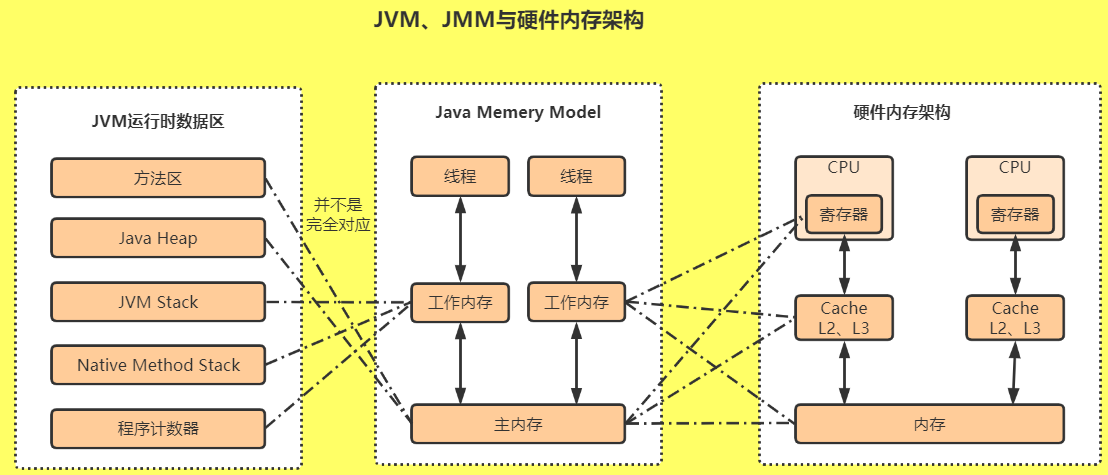 JVM、JMM与硬件内存架构
JVM运行时数据区
方法区
Java Heap
JVM Stack
Native Method Stack
程序计数器
并不是
完全对应
Java Memery Model
线程
线程
工作内存
工作内存
主内存
硬件内存架构
CPU
CPU
寄存器
寄存器
Cache
L2、L3
Cache
L2、L3
内存